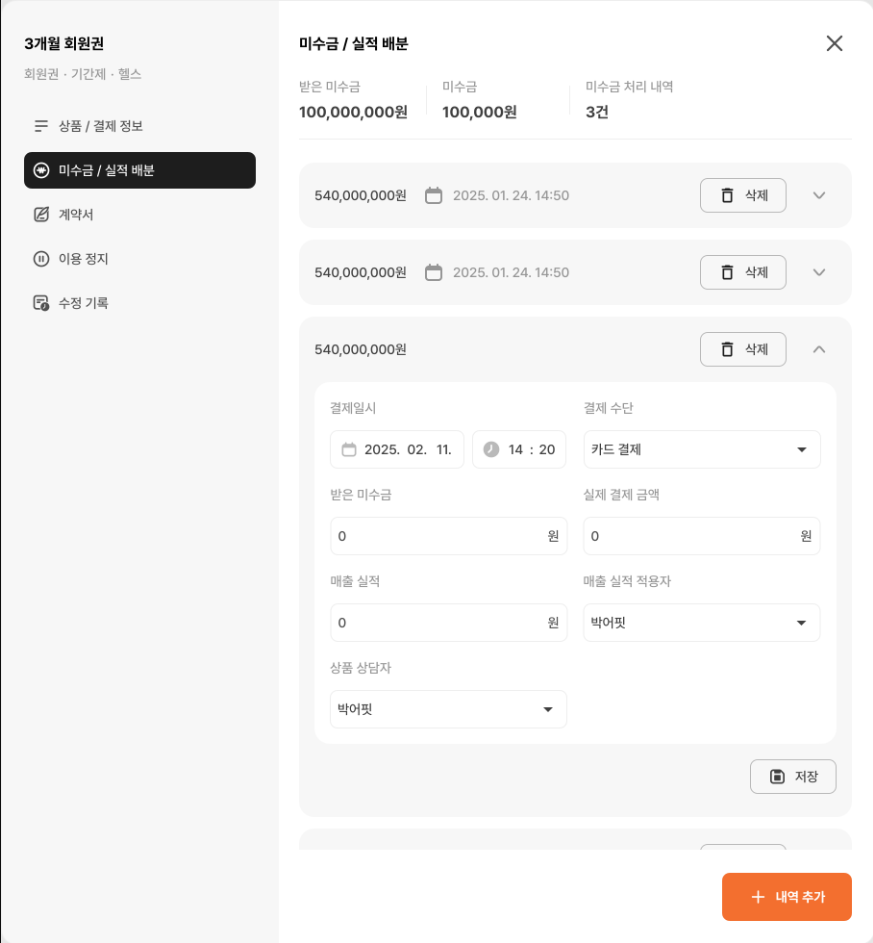 3개월 회원권
회원권 · 기간제 · 헬스
상품 / 결제 정보
미수금 / 실적 배분
계약서
이용 정지
수정 기록
미수금 / 실적 배분
받은 미수금
100,000,000원
미수금
100,000원
미수금 처리 내역
3건
540,000,000원 2025. 01. 24. 14:50 삭제
540,000,000원 2025. 01. 24. 14:50 삭제
540,000,000원 삭제
결제일시 결제 수단
2025. 02. 11. 14 : 20 카드 결제
받은 미수금 실제 결제 금액
0 원 0 원
매출 실적 매출 실적 적용자
0 원 박어핏
상품 상담자
박어핏
저장
내역 추가